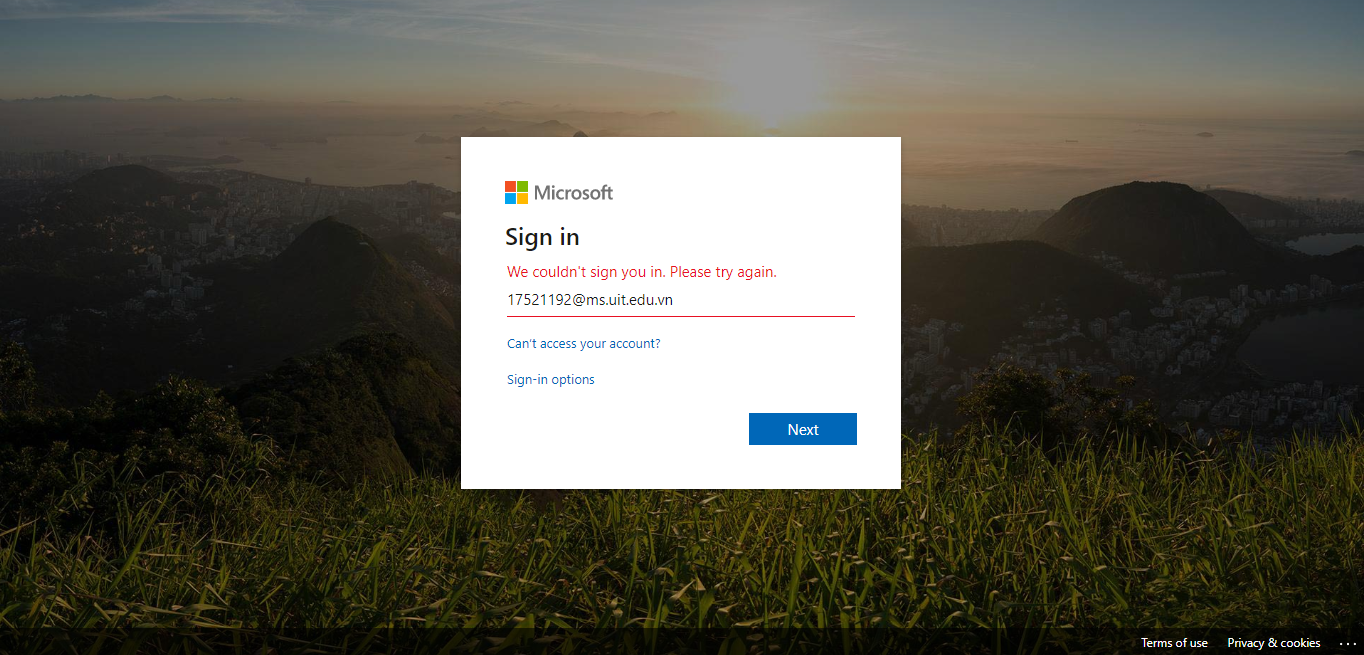 Microsoft
Sign in
We couldn't sign you in. Please try again.
17521192@ms.uit.edu.vn
Can't access your account?
Sign-in options
Next
Terms of use Privacy & cookies ...